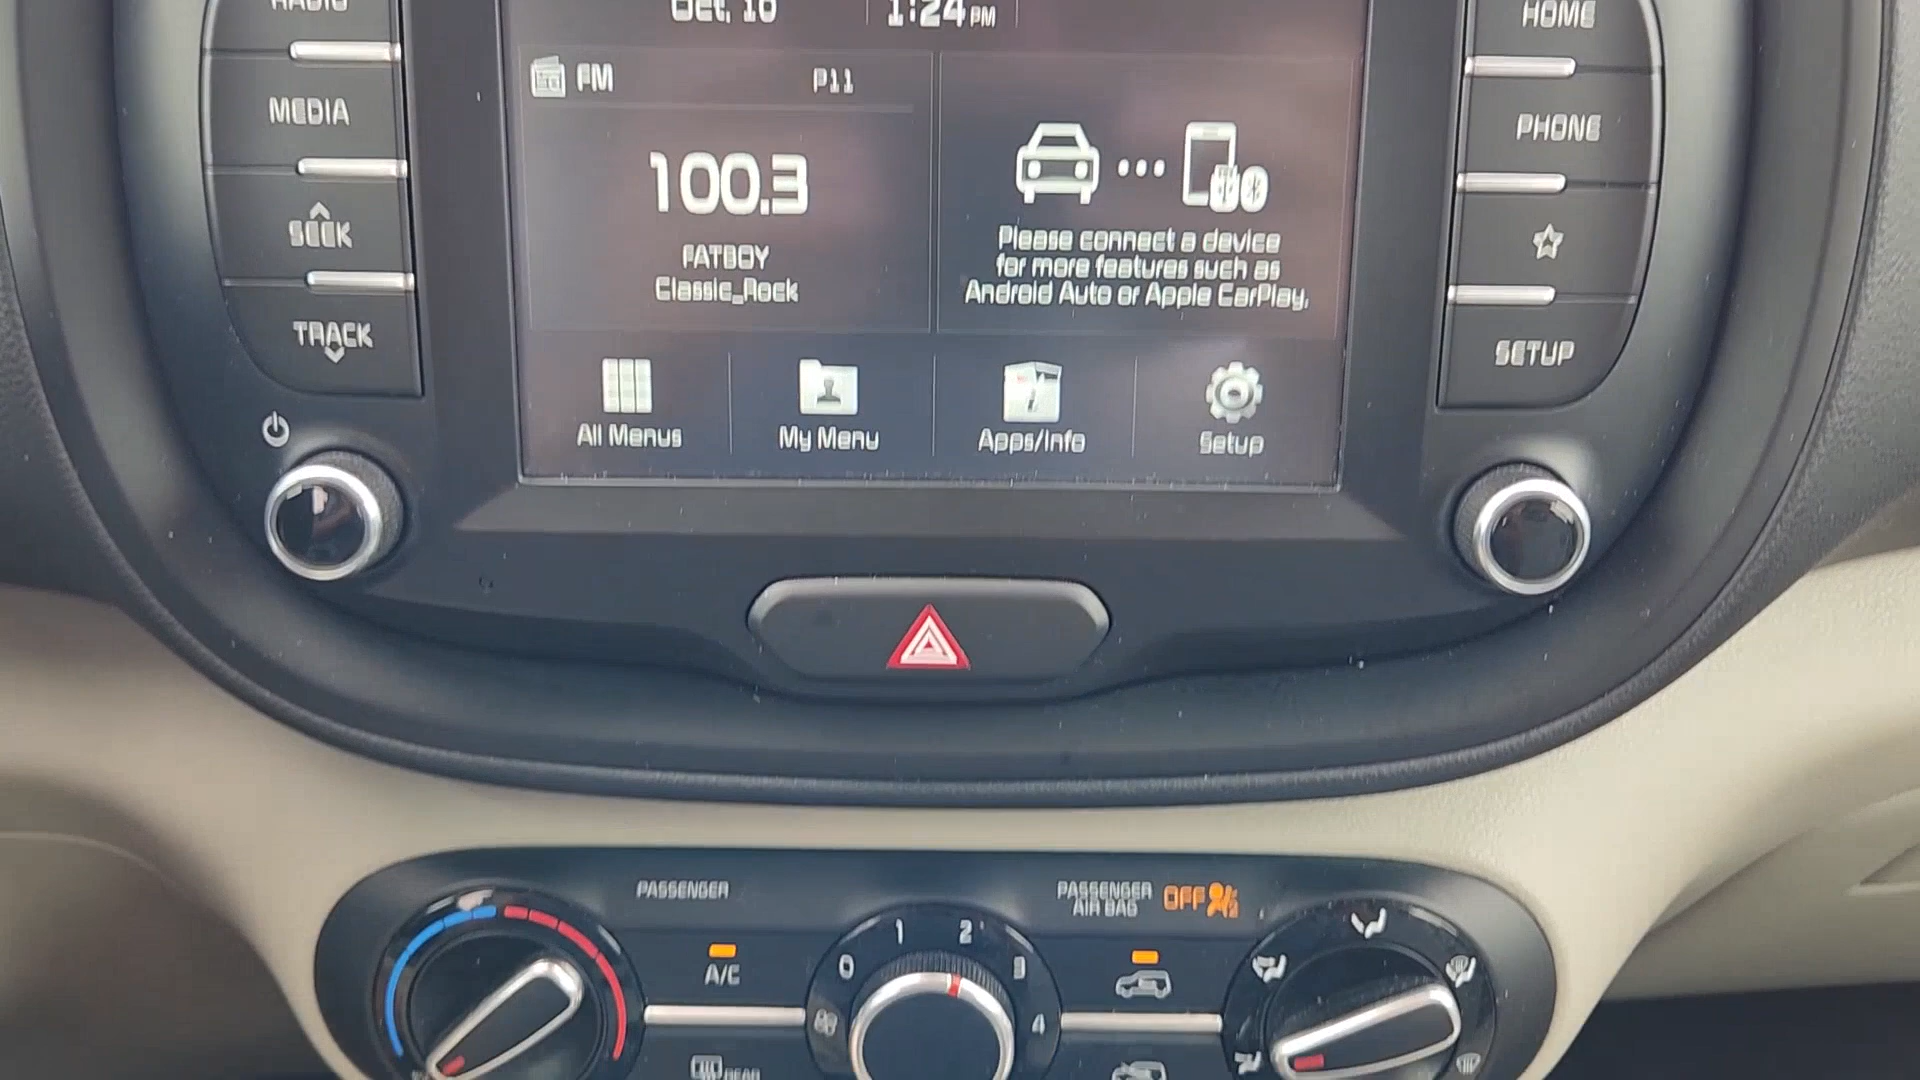 RADIO
Oct. 10
1:24 PM
HOME
FM
P11
MEDIA
PHONE
100.3
SEEK
FATBOY
Classic_Rock
Please connect a device
for more features such as
Android Auto or Apple CarPlay.
TRACK
SETUP
All Menus
My Menu
Apps/Info
Setup
PASSENGER
PASSENGER
AIR BAG
OFF
A/C
0
1
2
3
4
REAR